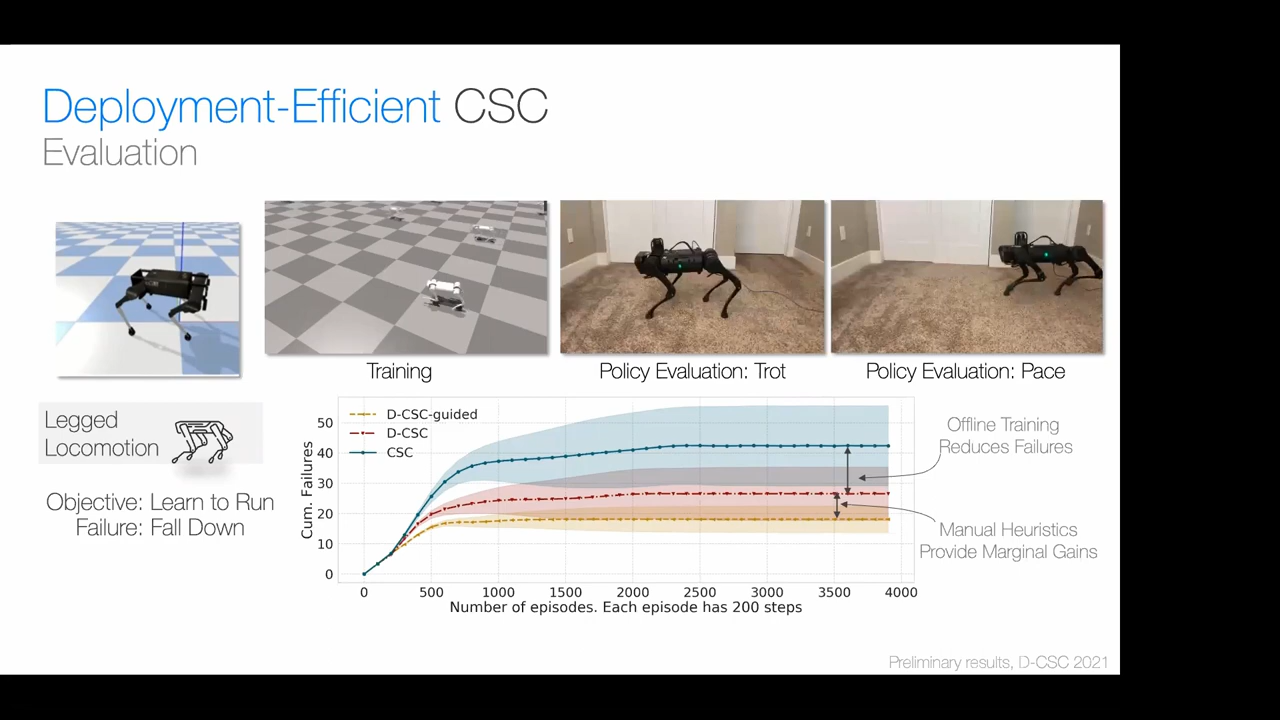 Deployment-Efficient CSC
Evaluation
Training
Policy Evaluation: Trot
Policy Evaluation: Pace
Legged
Locomotion
Objective: Learn to Run
Failure: Fall Down
Cum. Failures
50
40
30
20
10
0
D-CSC-guided
D-CSC
CSC
0 500 1000 1500 2000 2500 3000 3500 4000
Number of episodes. Each episode has 200 steps
Offline Training
Reduces Failures
Manual Heuristics
Provide Marginal Gains
Preliminary results, D-CSC 2021